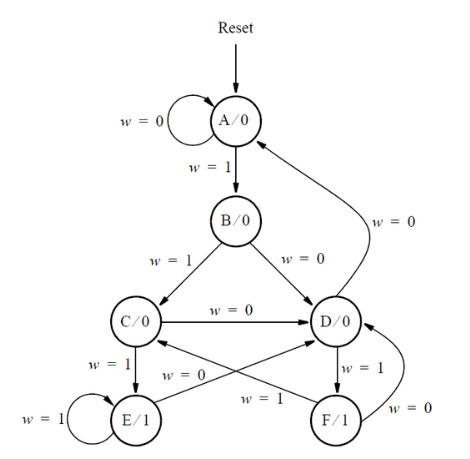 Reset
w = 0
A/0
w = 1
B/0
w = 0
w = 1
w = 0
C/0
w = 0
D/0
w = 1
w = 0
w = 1
w = 1
w = 0
w = 1
E/1
F/1